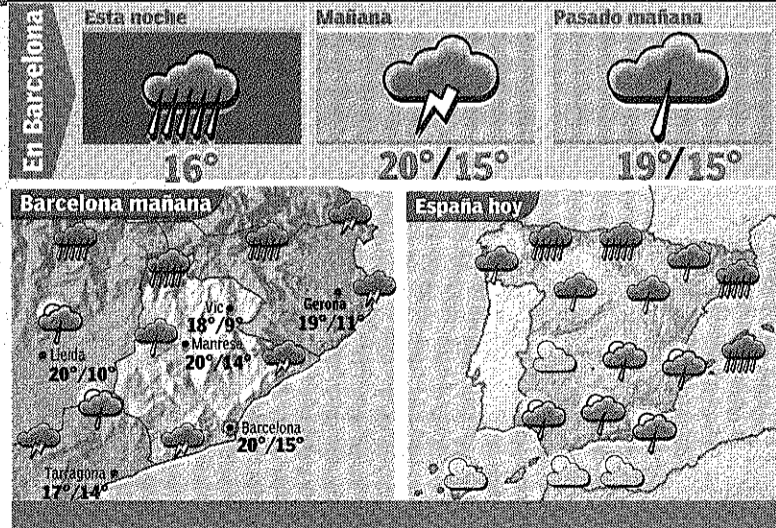 En Barcelona
Esta noche
16°
Mañana
20°/15°
Pasado mañana
19°/15°
Barcelona mañana
Vic
18°/9°
Gerona
19°/11°
Manresa
20°/14°
Lleida
20°/10°
Barcelona
20°/15°
Tarragona
17°/14°
España hoy